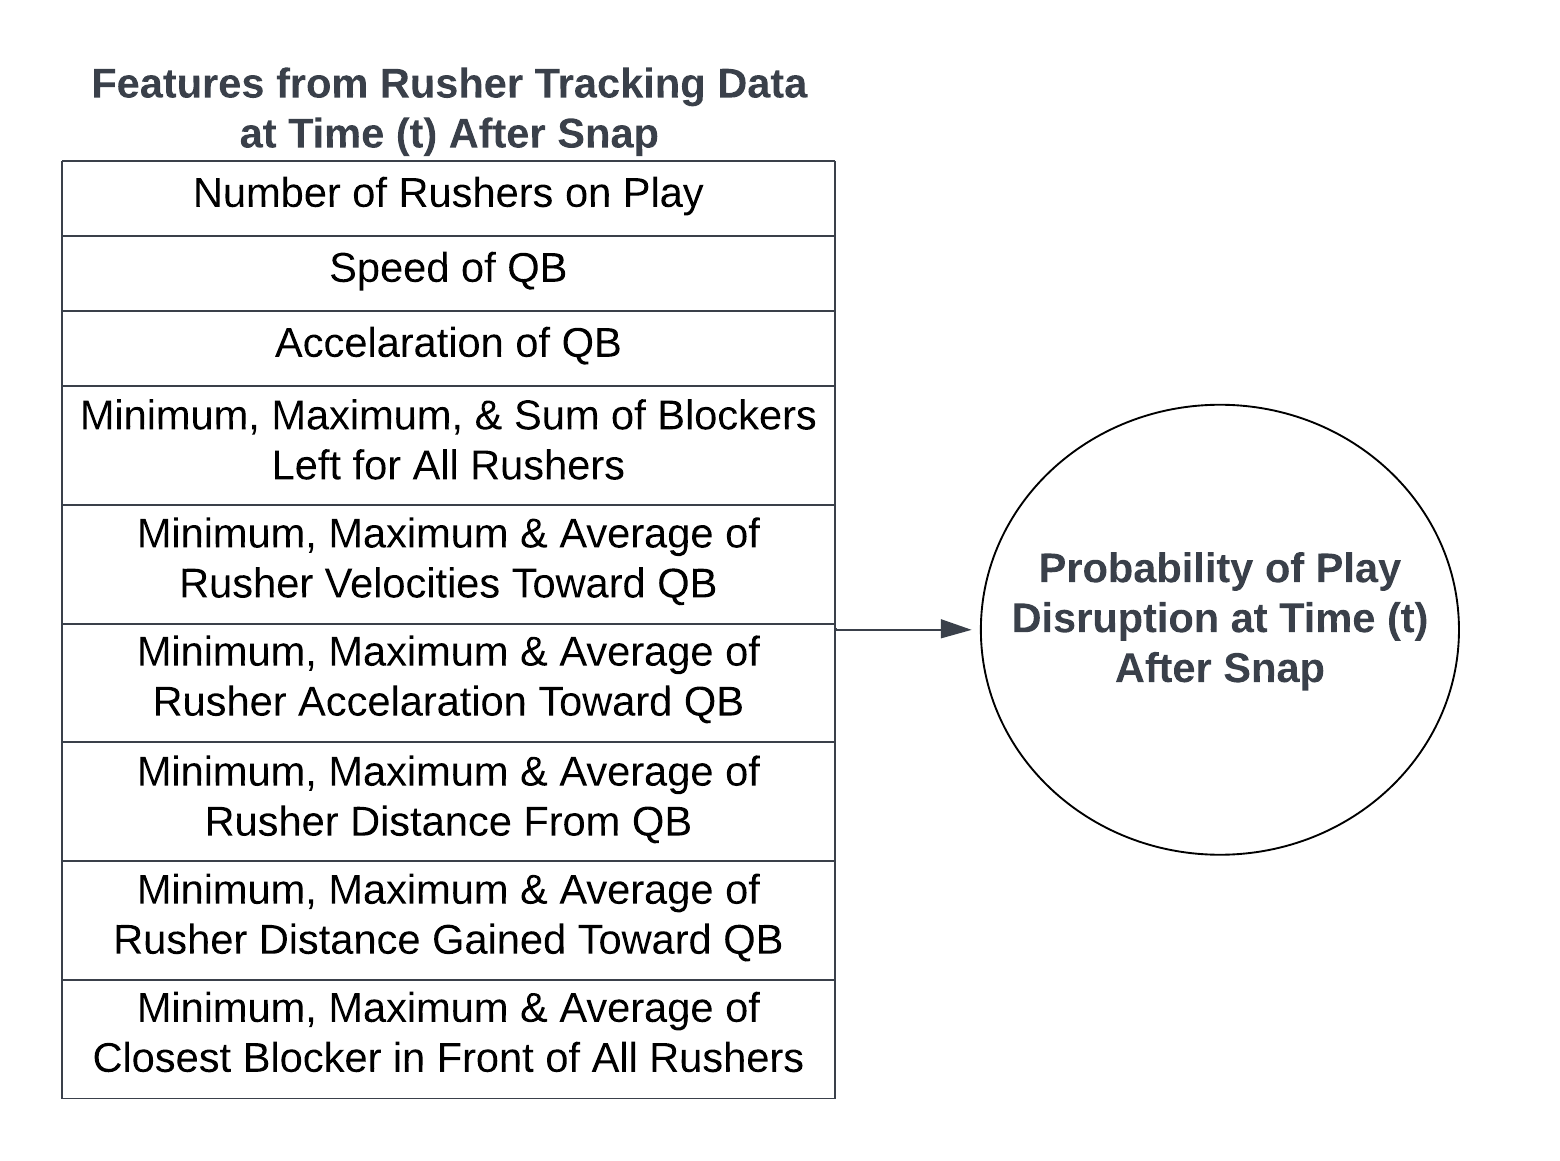 Features from Rusher Tracking Data
at Time (t) After Snap
Number of Rushers on Play
Speed of QB
Accelaration of QB
Minimum, Maximum, & Sum of Blockers
Left for All Rushers
Minimum, Maximum & Average of
Rusher Velocities Toward QB
Minimum, Maximum & Average of
Rusher Accelaration Toward QB
Minimum, Maximum & Average of
Rusher Distance From QB
Minimum, Maximum & Average of
Rusher Distance Gained Toward QB
Minimum, Maximum & Average of
Closest Blocker in Front of All Rushers
Probability of Play
Disruption at Time (t)
After Snap